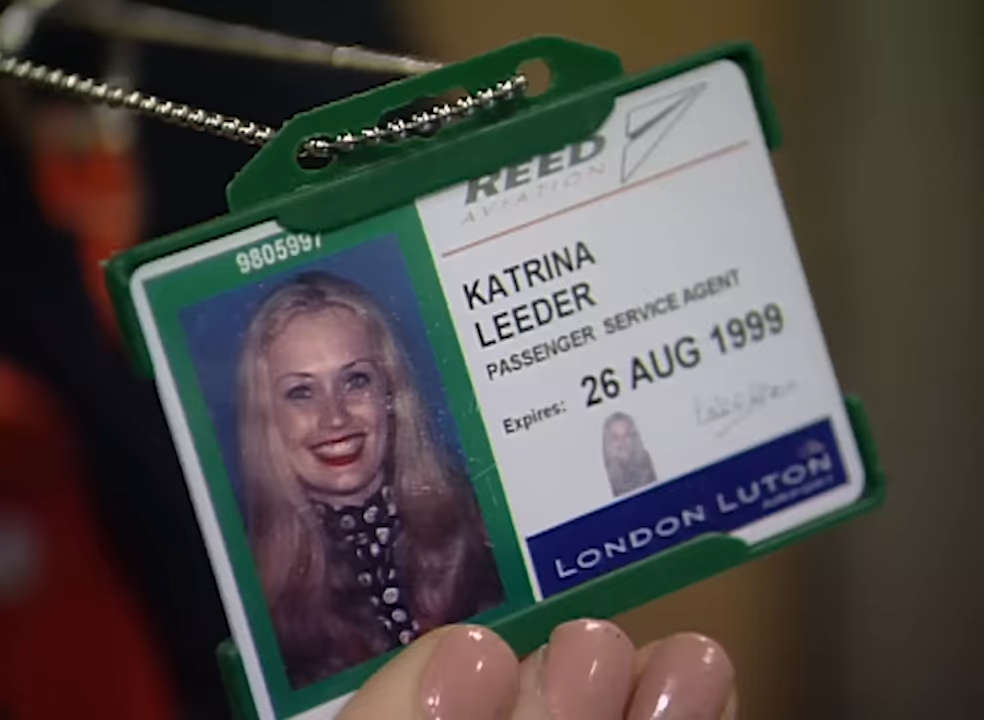 9805997
REED
AVIATION
KATRINA
LEEDER
PASSENGER SERVICE AGENT
Expires: 26 AUG 1999
LONDON LUTON